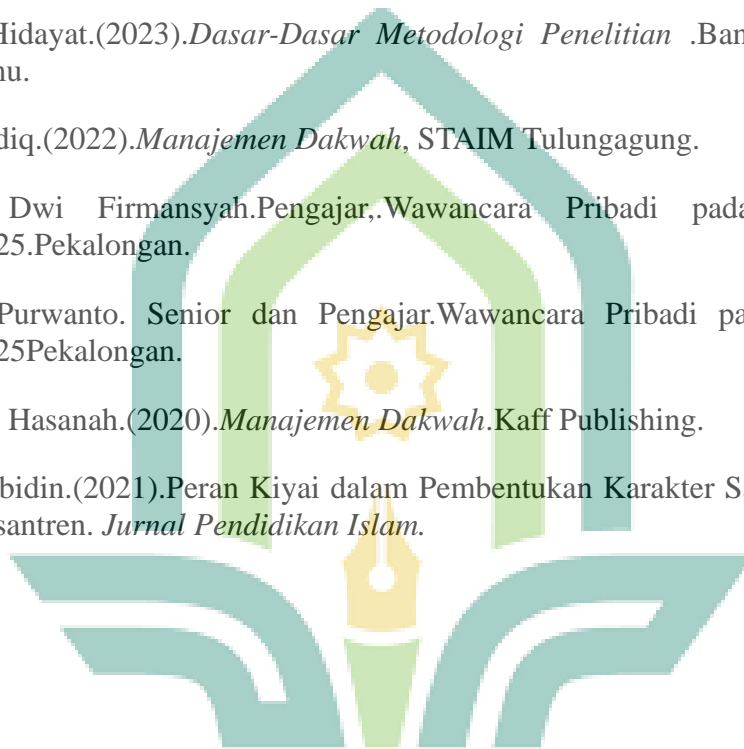 Hidayat.(2023).Dasar-Dasar Metodologi Penelitian .Ban
nu.
diq.(2022).Manajemen Dakwah, STAIM Tulungagung.
Dwi Firmansyah.Pengajar,.Wawancara Pribadi pada
25.Pekalongan.
Purwanto. Senior dan Pengajar.Wawancara Pribadi pa
25Pekalongan.
Hasanah.(2020).Manajemen Dakwah.Kaff Publishing.
bidin.(2021).Peran Kiyai dalam Pembentukan Karakter S
santren. Jurnal Pendidikan Islam.